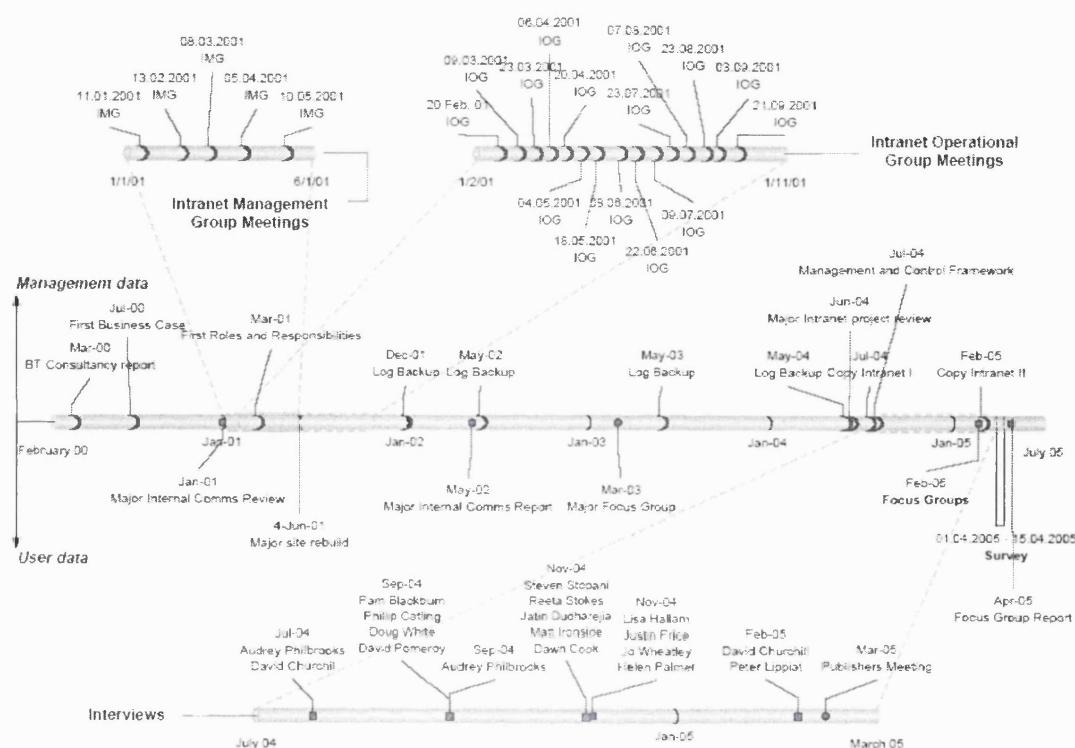 08.03.2001
IMG
13.02.2001
IMG
05.04.2001
IMG
11.01.2001
IMG
10.05.2001
IMG
1/1/01
6/1/01
Intranet Management
Group Meetings
06.04.2001
IOG
07.08.2001
IOG
09.03.2001
IOG
23.03.2001
IOG
20.04.2001
IOG
23.08.2001
IOG
03.09.2001
IOG
20 Feb. 01
IOG
23.07.2001
IOG
21.09.2001
IOG
Intranet Operational
Group Meetings
1/2/01
1/11/01
04.05.2001
IOG
18.05.2001
IOG
IOG
22.06.2001
IOG
09.07.2001
IOG
Management data
Jul-00
First Business Case
Mar-00
BT Consultancy report
Mar-01
First Roles and Responsibilities
Dec-01
Log Backup
May-02
Log Backup
May-03
Log Backup
May-04
Log Backup
Jun-04
Major Intranet project review
Jul-04
Management and Control Framework
Jul-04
Copy Intranet I
Feb-05
Copy Intranet II
February 00
Jan-01
Jan-02
Jan-03
Jan-04
Jan-05
July 05
Jan-01
Major Internal Comms Review
4-Jun-01
Major site rebuild
May-02
Major Internal Comms Report
Mar-03
Major Focus Group
Feb-05
Focus Groups
01.04.2005 - 15.04.2005
Survey
Apr-05
Focus Group Report
User data
Jul-04
Audrey Philbrooks
David Churchil
Sep-04
Pam Blackburn
Phillip Catling
Doug White
David Pomeroy
Sep-04
Audrey Philbrooks
Nov-04
Steven Stopani
Reeta Stokes
Jatin Dudharejia
Matt Ironside
Dawn Cook
Nov-04
Lisa Hallam
Justin Price
Jo Wheatley
Helen Palmer
Feb-05
David Churchill
Peter Lippiat
Mar-05
Publishers Meeting
Interviews
July 04
Jan-05
March 05